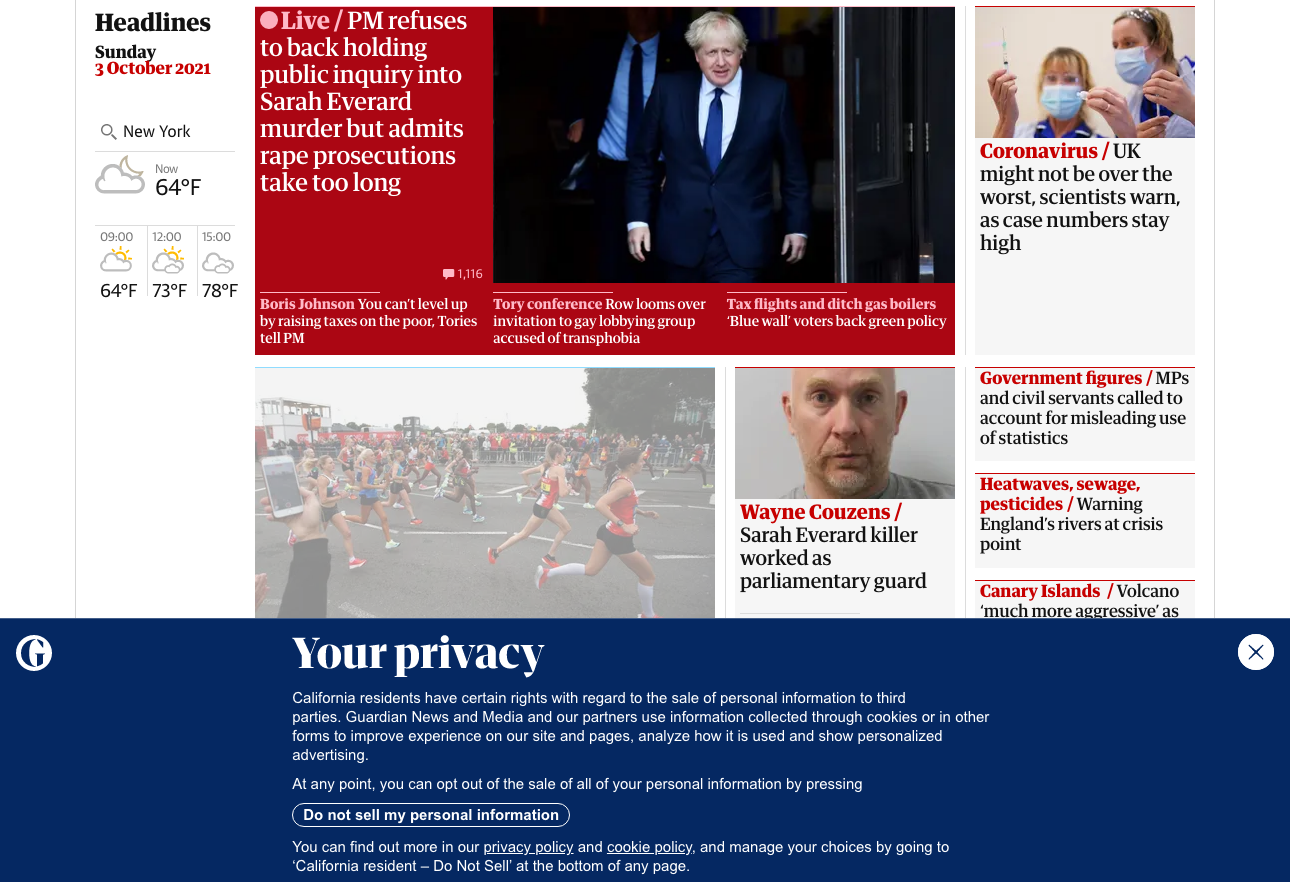 Headlines
Sunday
3 October 2021
New York
Now
64°F
09:00
12:00
15:00
64°F
73°F
78°F
Live / PM refuses
to back holding
public inquiry into
Sarah Everard
murder but admits
rape prosecutions
take too long
1,116
Boris Johnson You can’t level up
by raising taxes on the poor, Tories
tell PM
Tory conference Row looms over
invitation to gay lobbying group
accused of transphobia
Tax flights and ditch gas boilers
‘Blue wall’ voters back green policy
Coronavirus / UK
might not be over the
worst, scientists warn,
as case numbers stay
high
Wayne Couzens /
Sarah Everard killer
worked as
parliamentary guard
Government figures / MPs
and civil servants called to
account for misleading use
of statistics
Heatwaves, sewage,
pesticides / Warning
England’s rivers at crisis
point
Canary Islands / Volcano
‘much more aggressive’ as
G
Your privacy
California residents have certain rights with regard to the sale of personal information to third
parties. Guardian News and Media and our partners use information collected through cookies or in other
forms to improve experience on our site and pages, analyze how it is used and show personalized
advertising.
At any point, you can opt out of the sale of all of your personal information by pressing
Do not sell my personal information
You can find out more in our privacy policy and cookie policy, and manage your choices by going to
‘California resident – Do Not Sell’ at the bottom of any page.